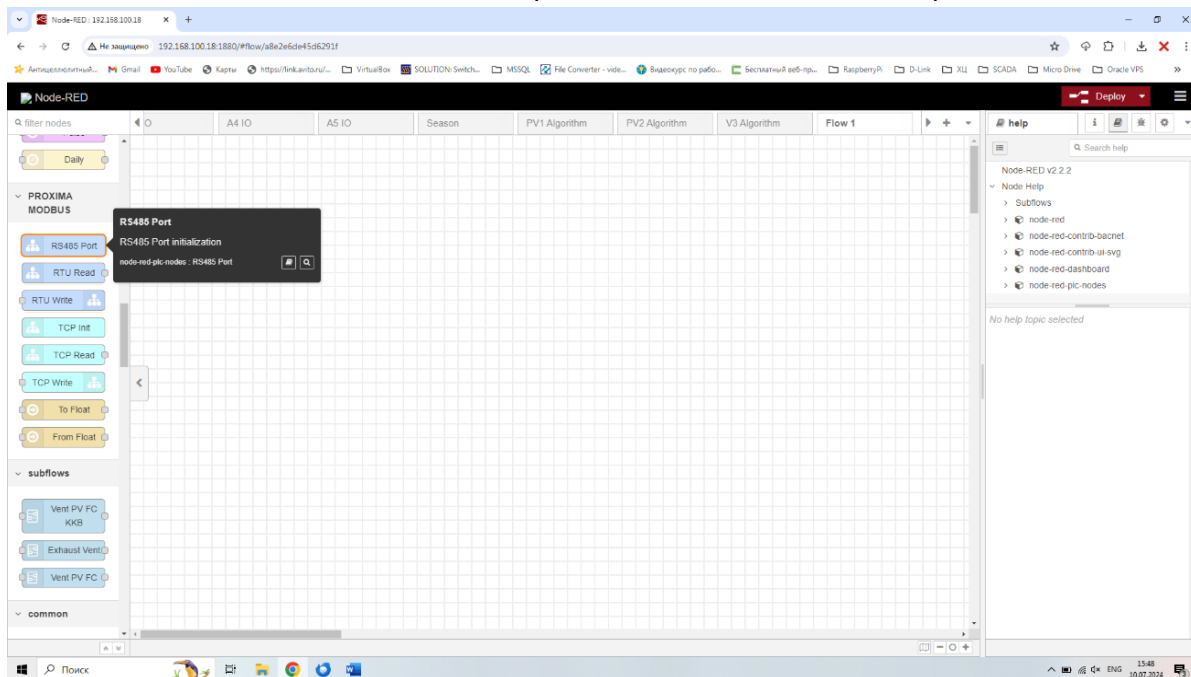 Node-RED : 192.168.100.18
Не защищено 192.168.100.18:1880/#flow/a8e2e6de45d6291f
Антицеллюлитный... Gmail YouTube Карты https://link.avito.ru/... VirtualBox SOLUTION: Switch... MSSQL File Converter - vide... Видеокурс по рабо... Бесплатный веб-пр... RaspberyPi D-Link ХЦ SCADA Micro Drive Oracle VPS »
Node-RED Deploy
filter nodes
IO A4 IO A5 IO Season PV1 Algorithm PV2 Algorithm V3 Algorithm Flow 1
help
Search help
Daily
PROXIMA
MODBUS
RS485 Port
RTU Read
RTU Write
TCP Init
TCP Read
TCP Write
To Float
From Float
subflows
Vent PV FC
KKB
Exhaust Vent
Vent PV FC
common
RS485 Port
RS485 Port initialization
node-red-plc-nodes : RS485 Port
Node-RED v2.2.2
Node Help
Subflows
node-red
node-red-contrib-bacnet
node-red-contrib-ui-svg
node-red-dashboard
node-red-plc-nodes
No help topic selected
Поиск
ENG
15:48
10.07.2024